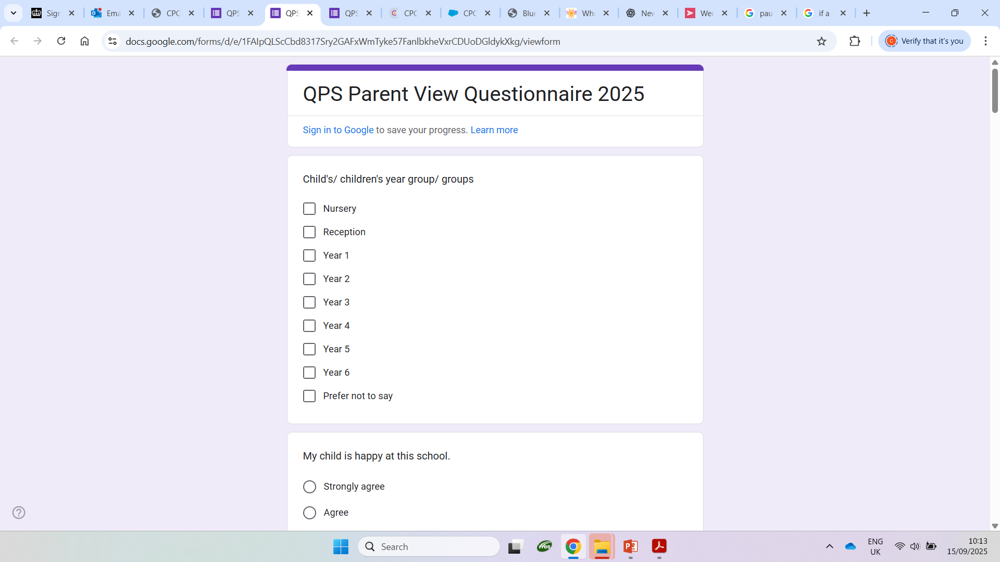 Sign
Ema
CPC
QPS
QPS
QPS
CPC
CPC
Blue
Who
New
Wed
pau
if a
docs.google.com/forms/d/e/1FAIpQLScCbd8317Sry2GAFxWmTyke57FanlbkheVxrCDUoDGldykXkg/viewform
Verify that it's you
QPS Parent View Questionnaire 2025
Sign in to Google to save your progress. Learn more
Child's/ children's year group/ groups
Nursery
Reception
Year 1
Year 2
Year 3
Year 4
Year 5
Year 6
Prefer not to say
My child is happy at this school.
Strongly agree
Agree
Search
Wes
ENG
UK
10:13
15/09/2025